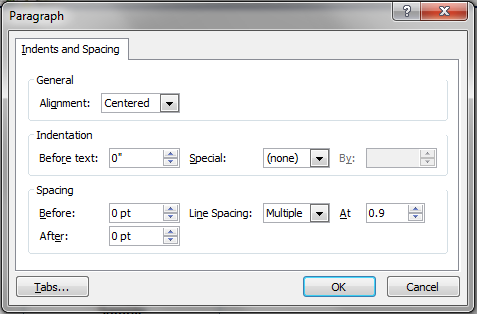 Paragraph
Indents and Spacing
General
Alignment: Centered
Indentation
Before text: 0" Special: (none) By:
Spacing
Before: 0 pt Line Spacing: Multiple At 0.9
After: 0 pt
Tabs... OK Cancel